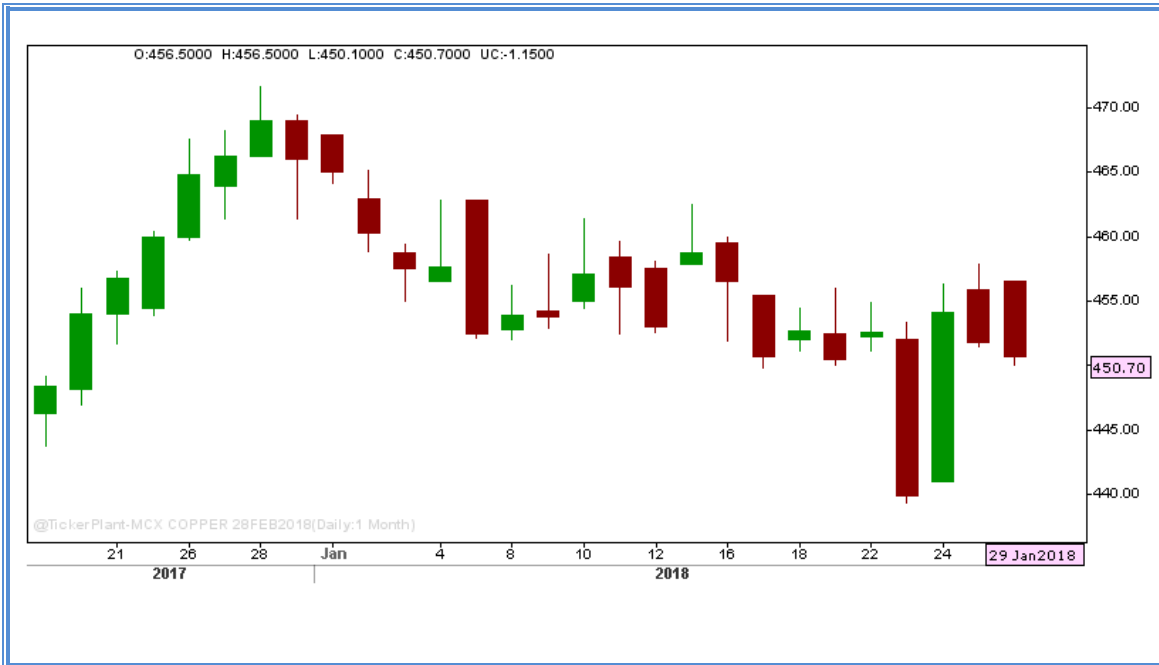 O:456.5000 H:456.5000 L:450.1000 C:450.7000 UC:-1.1500
470.00
465.00
460.00
455.00
450.70
445.00
440.00
@TickerPlant-MCX COPPER 28FEB2018(Daily:1 Month)
21 26 28 Jan 4 8 10 12 16 18 22 24 29 Jan2018
2017 2018